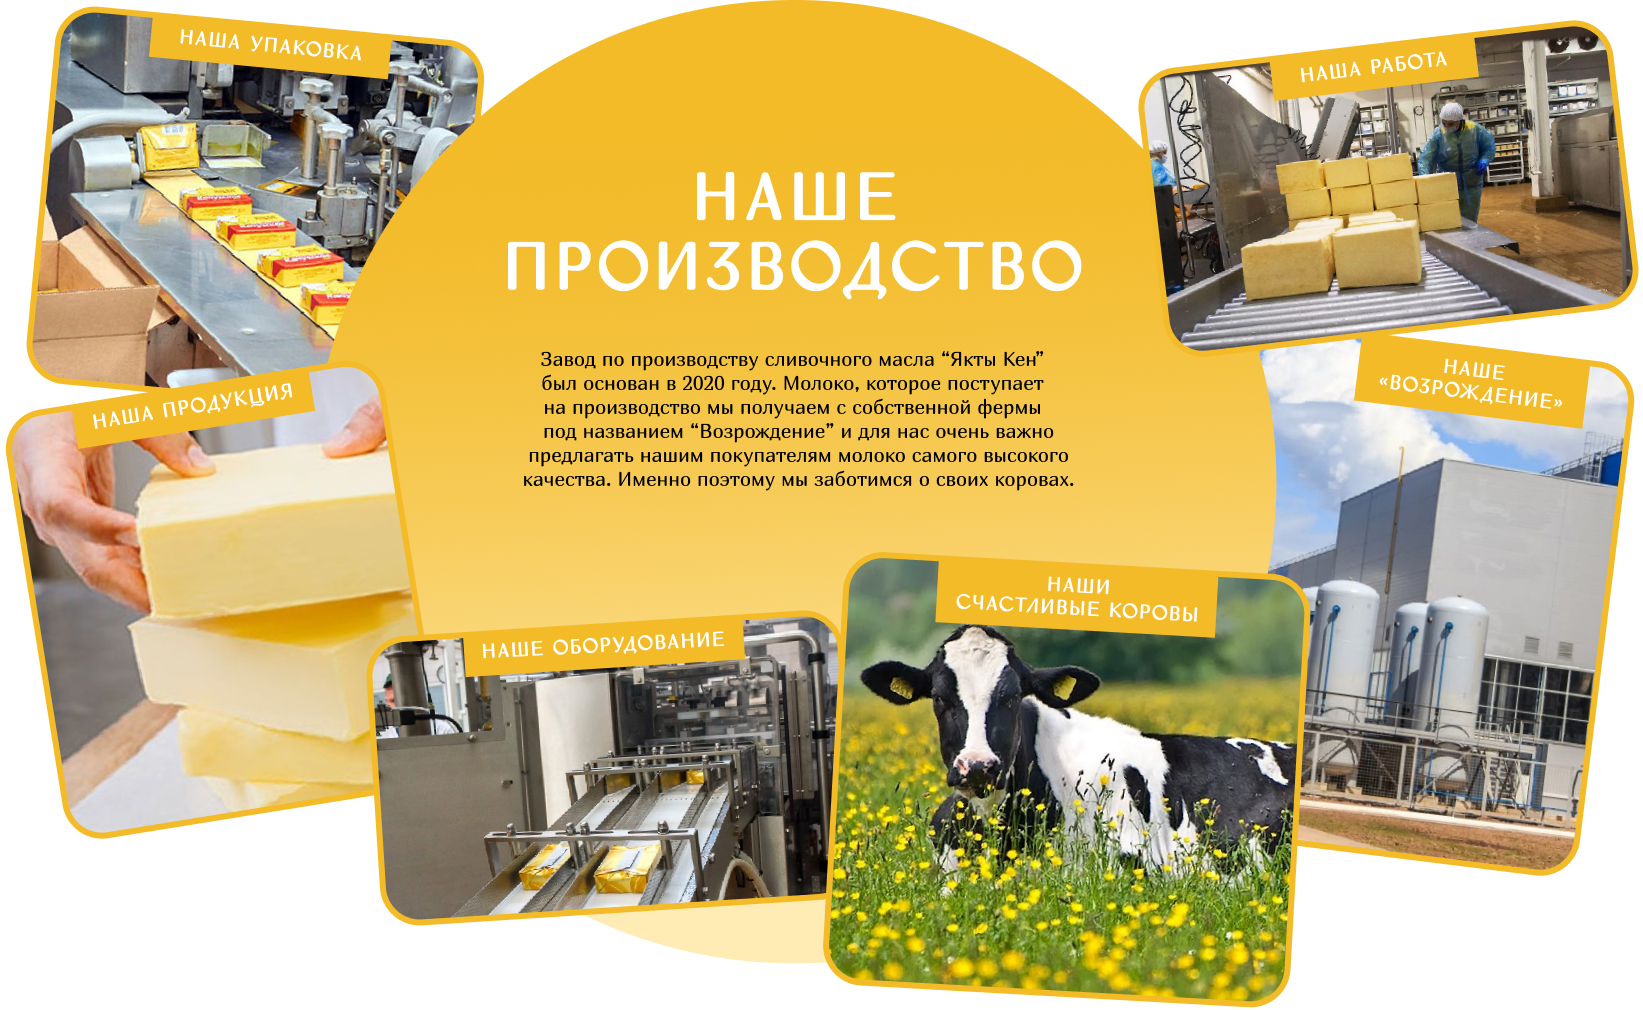 НАША УПАКОВКА
НАША РАБОТА
НАШЕ
ПРОИЗВОДСТВО
Завод по производству сливочного масла “Якты Кен”
был основан в 2020 году. Молоко, которое поступает
на производство мы получаем с собственной фермы
под названием “Возрождение” и для нас очень важно
предлагать нашим покупателям молоко самого высокого
качества. Именно поэтому мы заботимся о своих коровах.
НАША ПРОДУКЦИЯ
НАШЕ
«ВОЗРОЖДЕНИЕ»
НАШЕ ОБОРУДОВАНИЕ
НАШИ
СЧАСТЛИВЫЕ КОРОВЫ